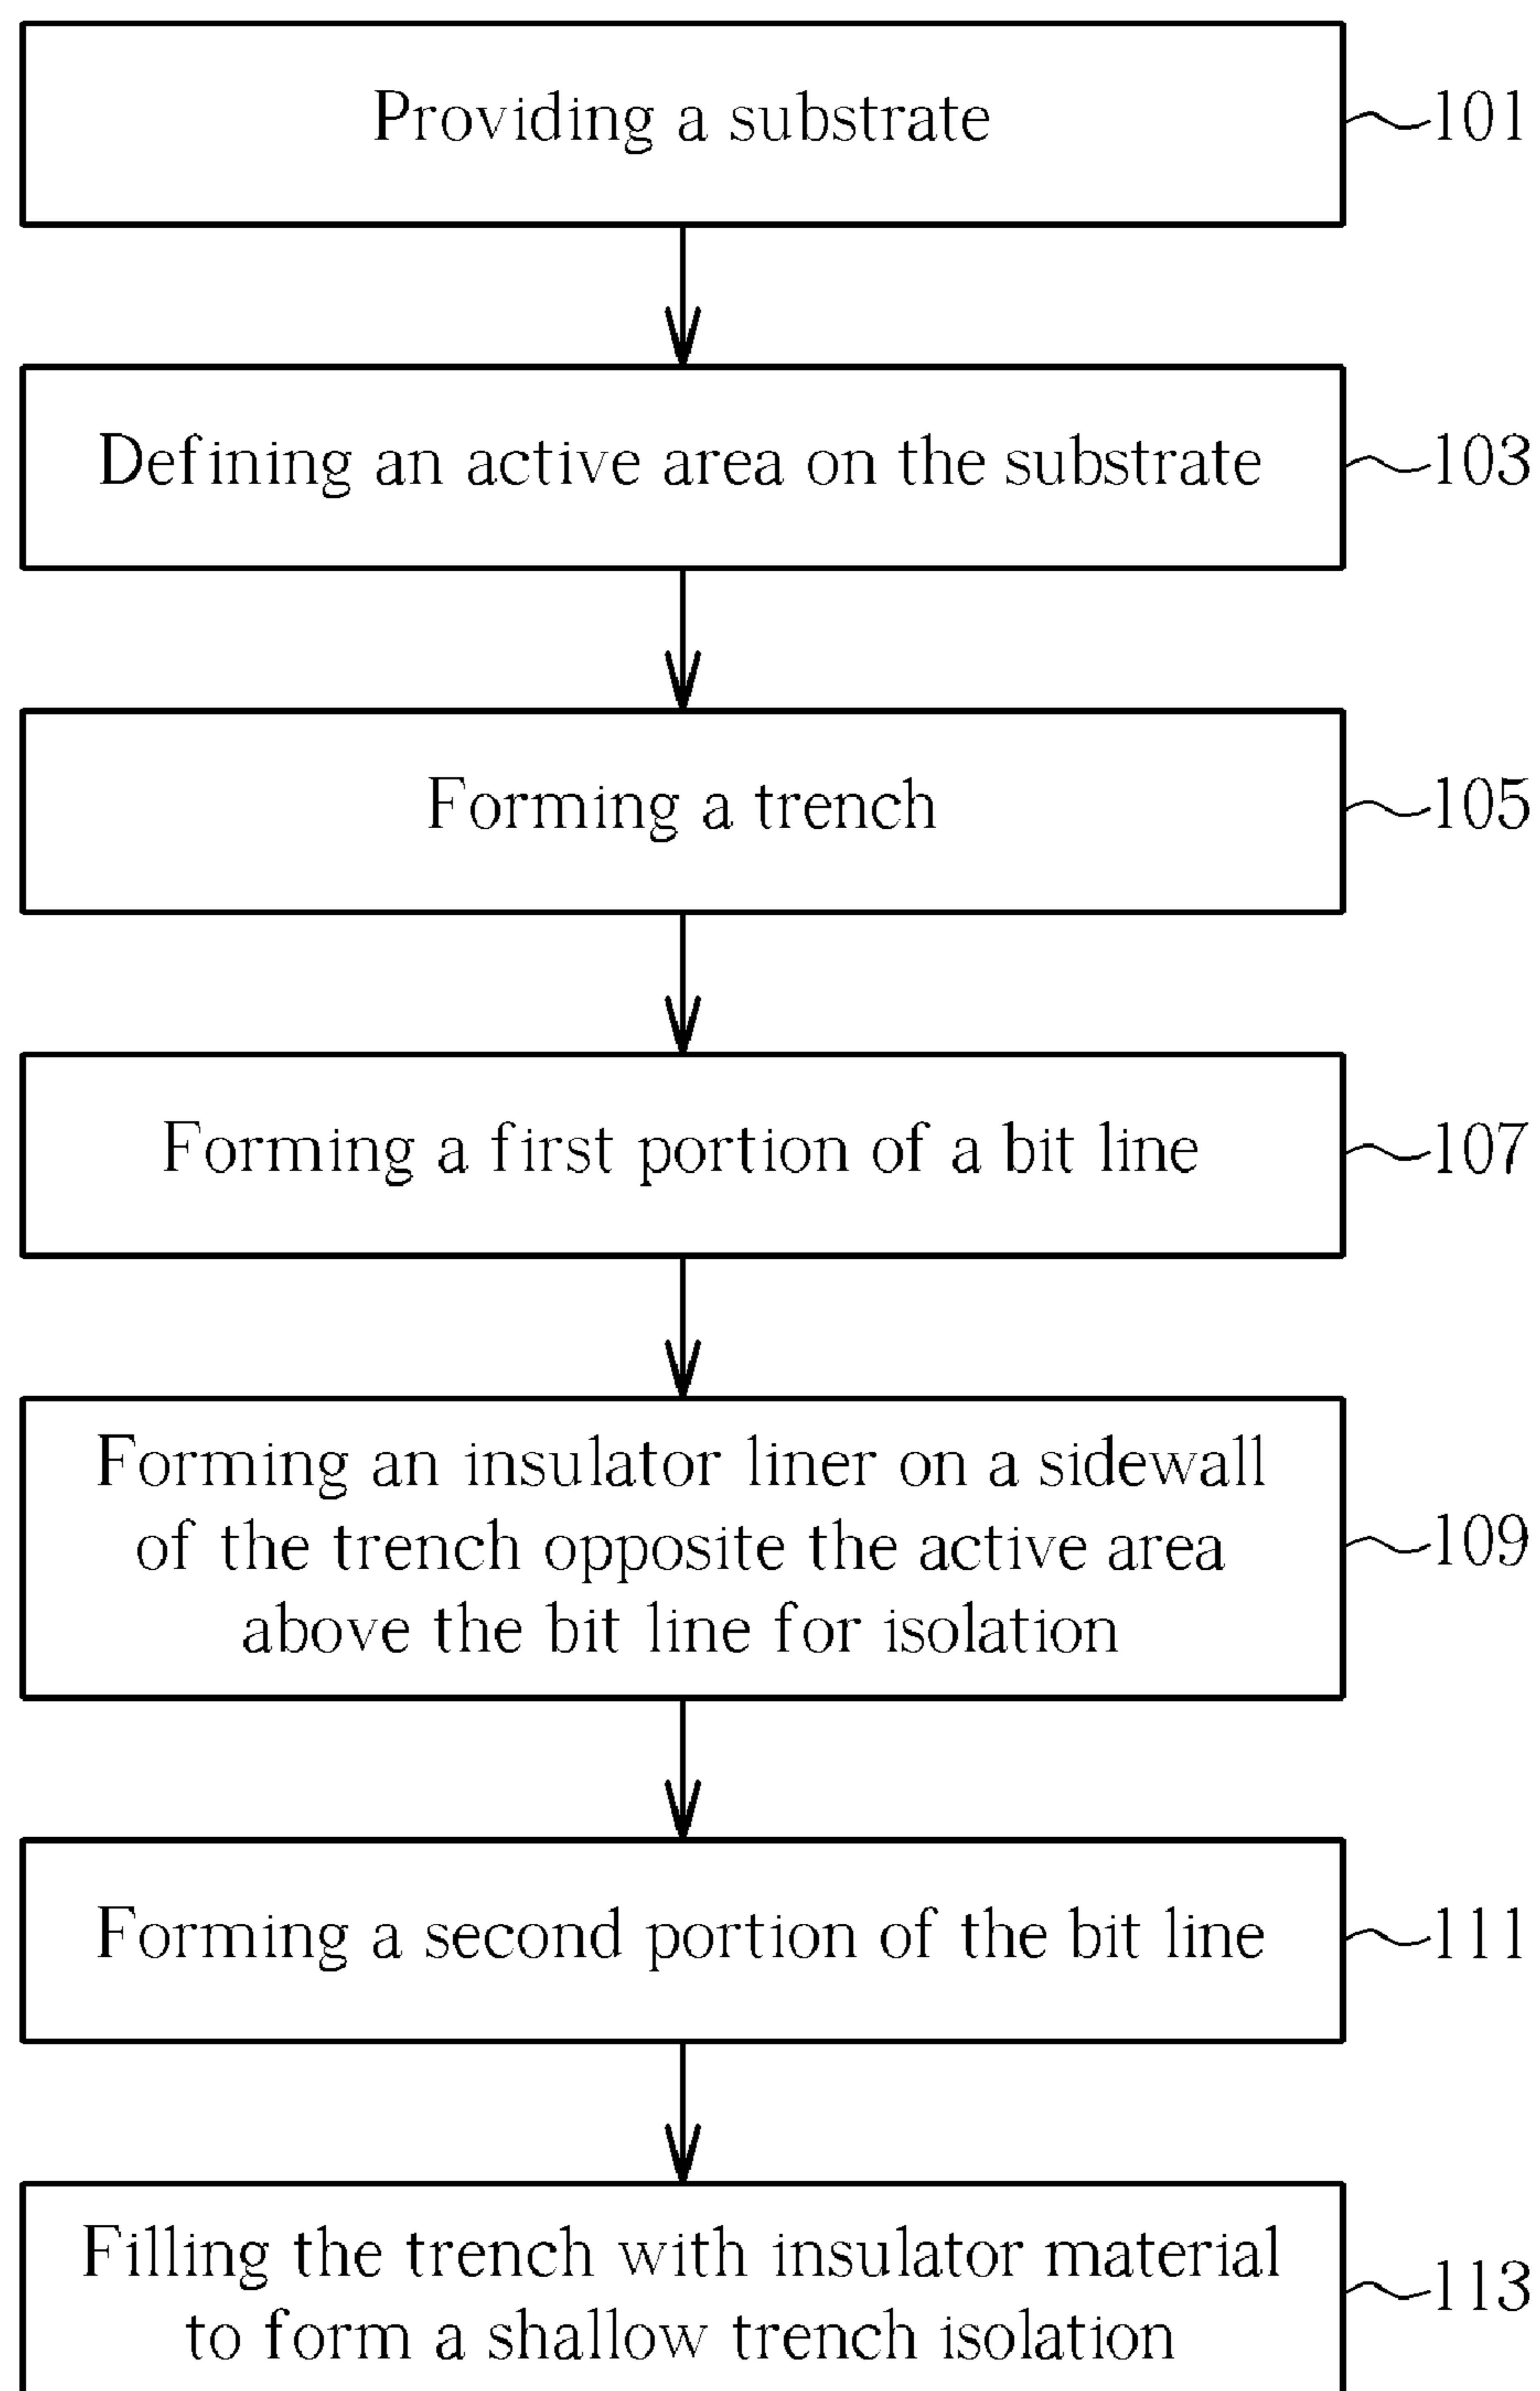 Providing a substrate
101
Defining an active area on the substrate
103
Forming a trench
105
Forming a first portion of a bit line
107
Forming an insulator liner on a sidewall
of the trench opposite the active area
above the bit line for isolation
109
Forming a second portion of the bit line
111
Filling the trench with insulator material
to form a shallow trench isolation
113